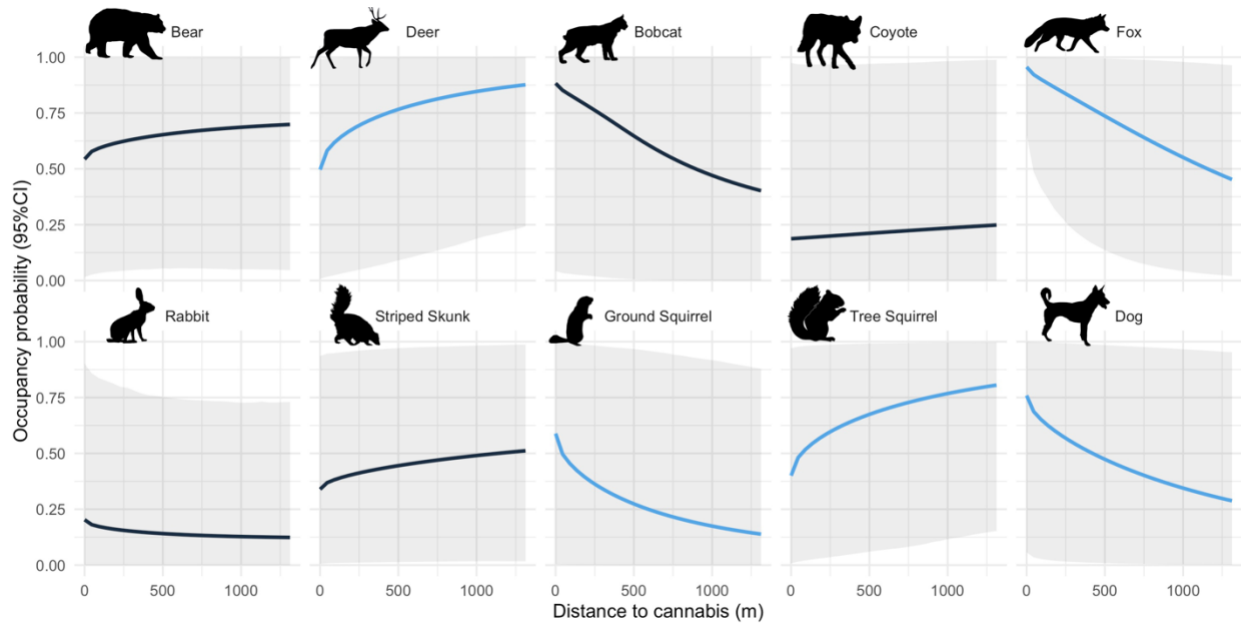 Bear
Deer
Bobcat
Coyote
Fox
1.00
0.75
0.50
0.25
0.00
Rabbit
Striped Skunk
Ground Squirrel
Tree Squirrel
Dog
1.00
0.75
0.50
0.25
0.00
0 500 1000
0 500 1000
0 500 1000
0 500 1000
0 500 1000
Distance to cannabis (m)
Occupancy probability (95%CI)